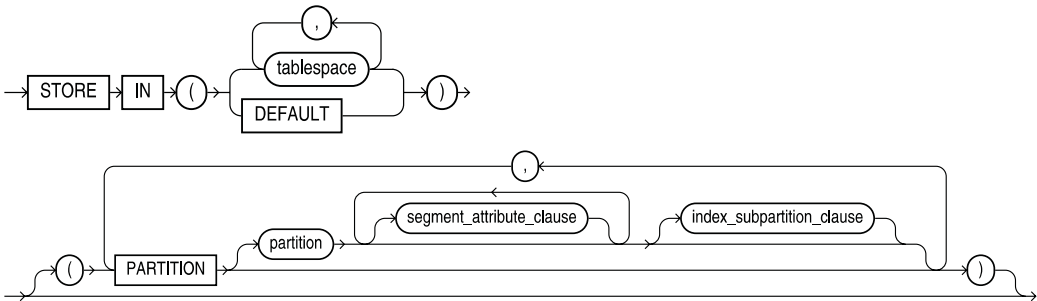 ,
tablespace
STORE IN ( )
DEFAULT
,
segment_attribute_clause index_subpartition_clause
partition
( PARTITION )